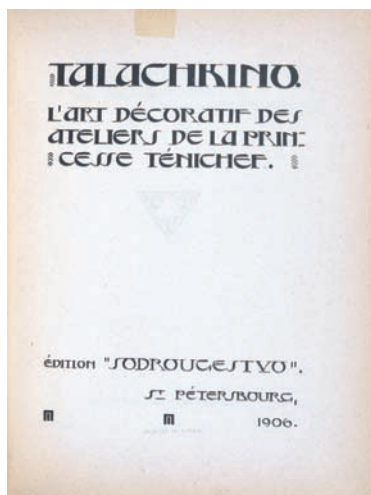 TALACHKINO.
L'ART DÉCORATIF DES
ATELIERS DE LA PRIN-
CESSE TÉNICHEF.
ÉDITION "SODROUGESTVO".
ST PÉTERSBOURG,
1906.